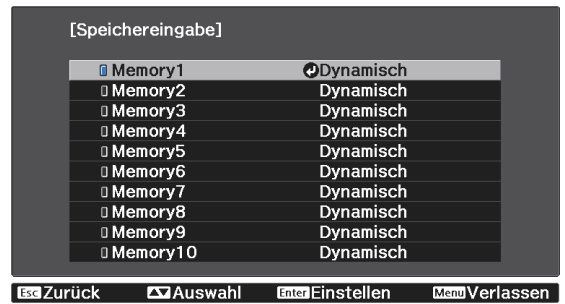 [Speichereingabe]
Memory1 Dynamisch
Memory2 Dynamisch
Memory3 Dynamisch
Memory4 Dynamisch
Memory5 Dynamisch
Memory6 Dynamisch
Memory7 Dynamisch
Memory8 Dynamisch
Memory9 Dynamisch
Memory10 Dynamisch
Esc Zurück Auswahl Enter Einstellen Menu Verlassen